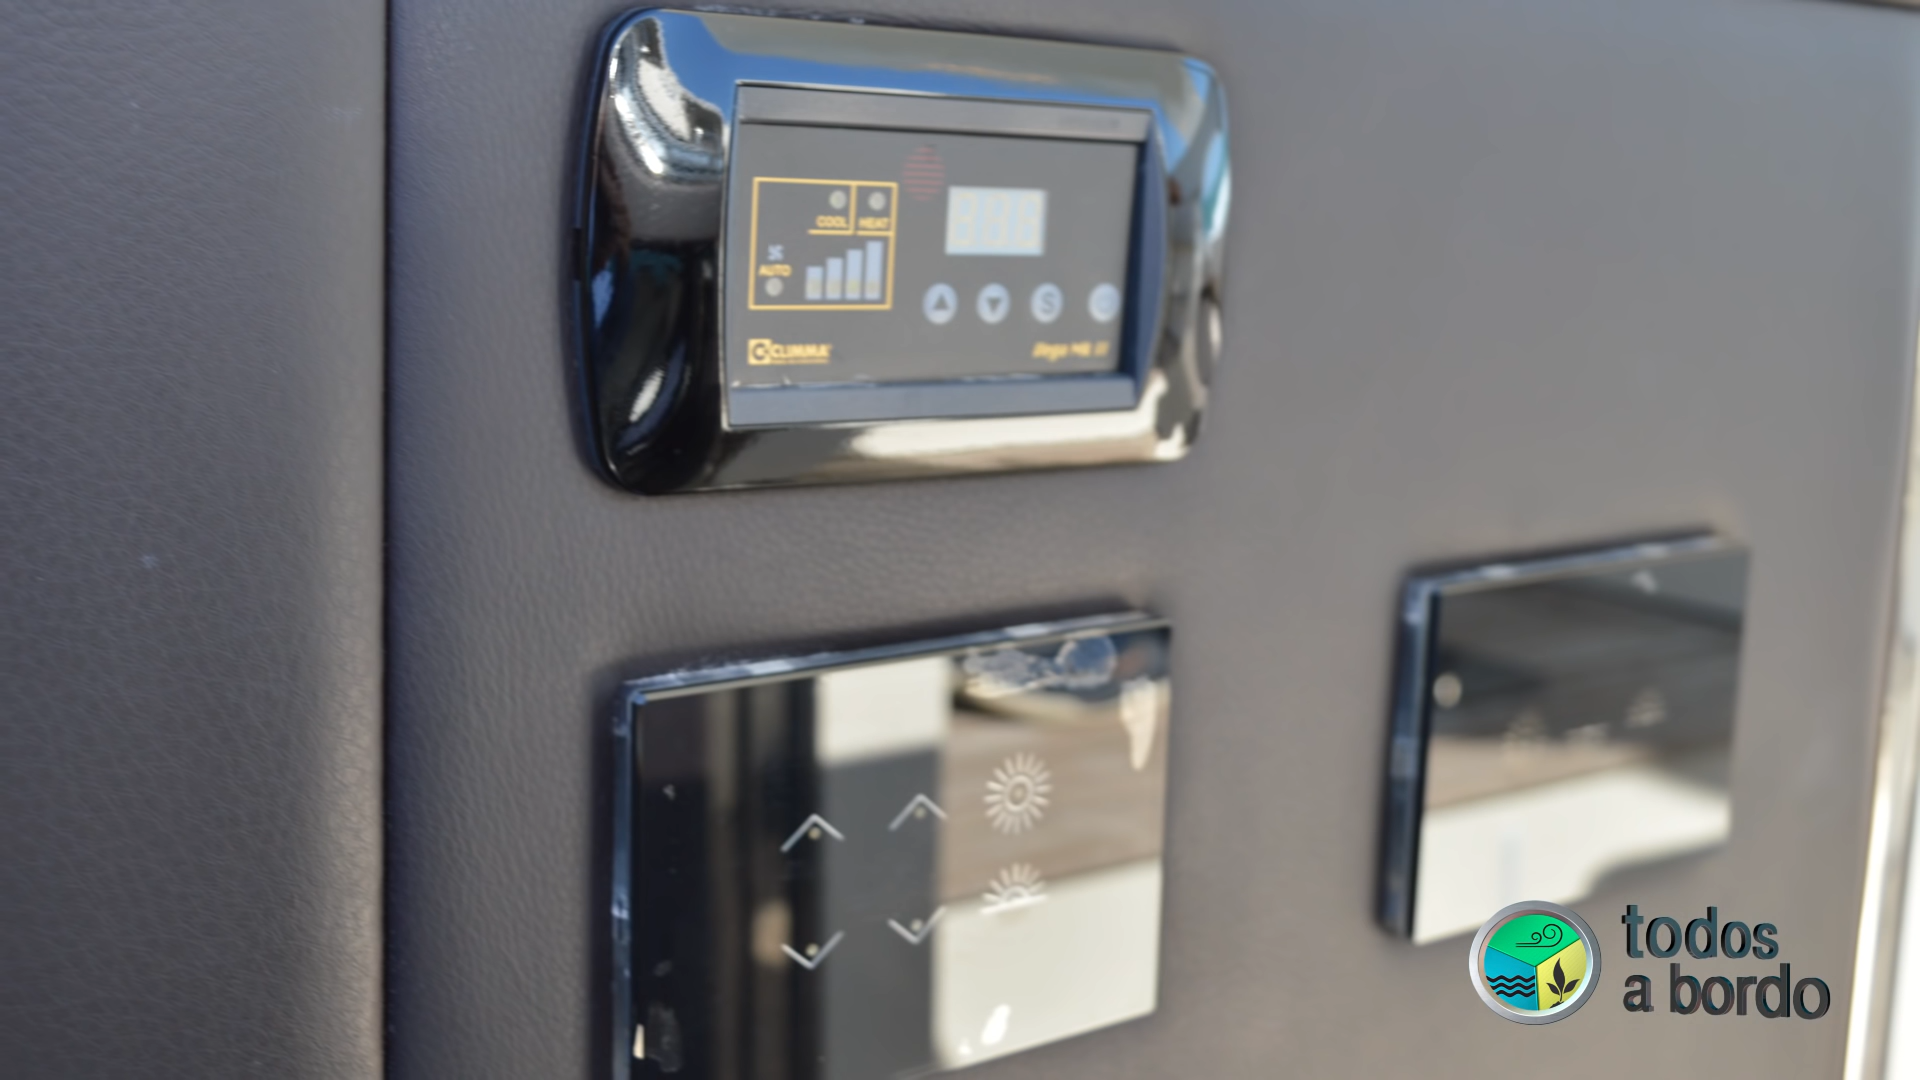 COOL HEAT
AUTO
S
CLIMMA
todos
a bordo